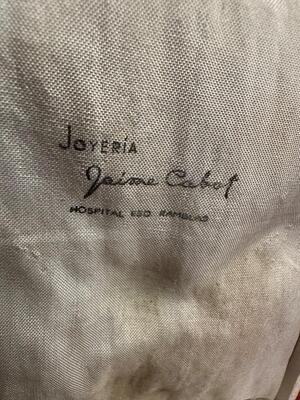 JOYERÍA
Jaime Cabot
HOSPITAL ESQ. RAMBLAS